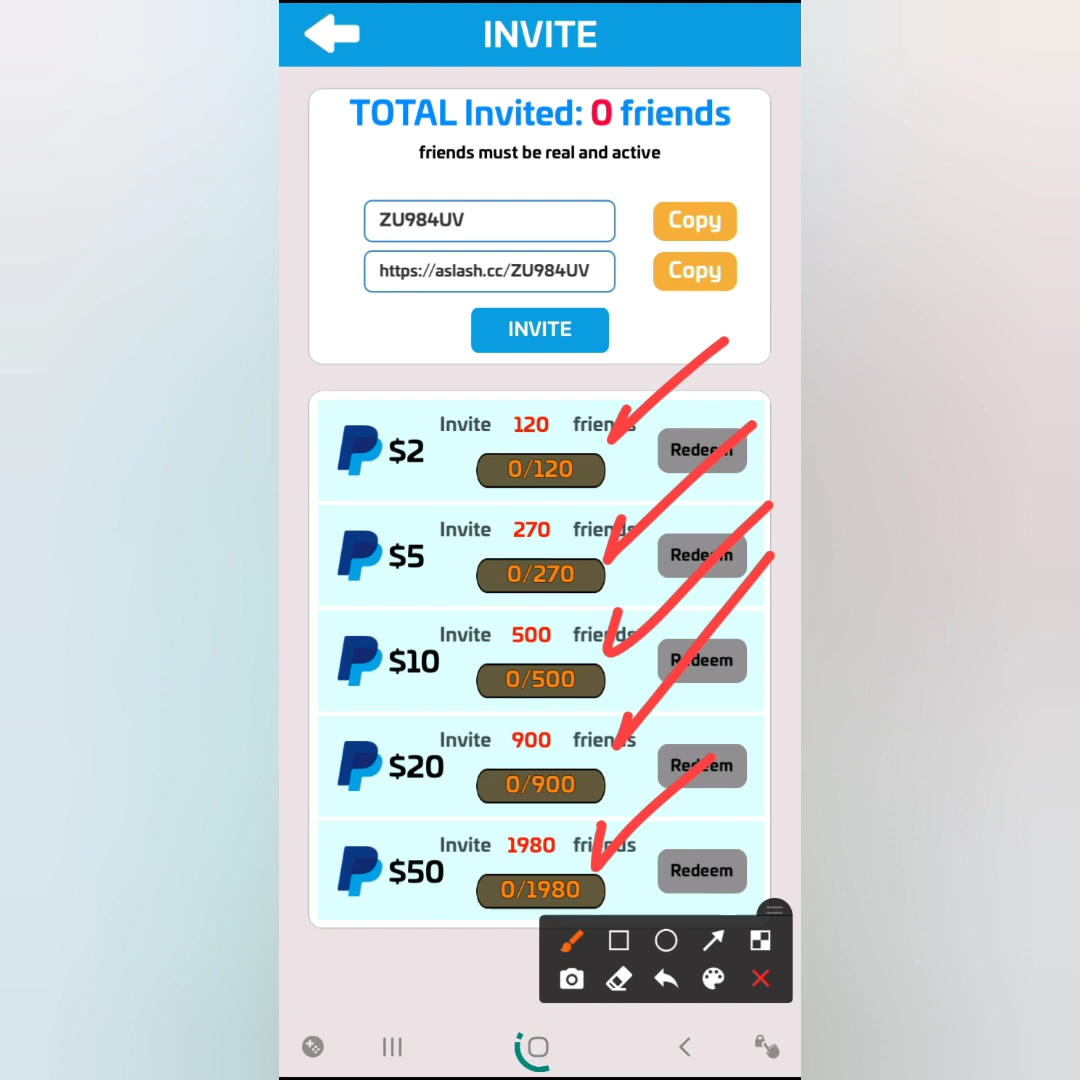 INVITE
TOTAL Invited: 0 friends
friends must be real and active
ZU984UV Copy
https://aslash.cc/ZU984UV Copy
INVITE
Invite 120 friends
$2 0/120 Redeem
Invite 270 friends
$5 0/270 Redeem
Invite 500 friends
$10 0/500 Redeem
Invite 900 friends
$20 0/900 Redeem
Invite 1980 friends
$50 0/1980 Redeem